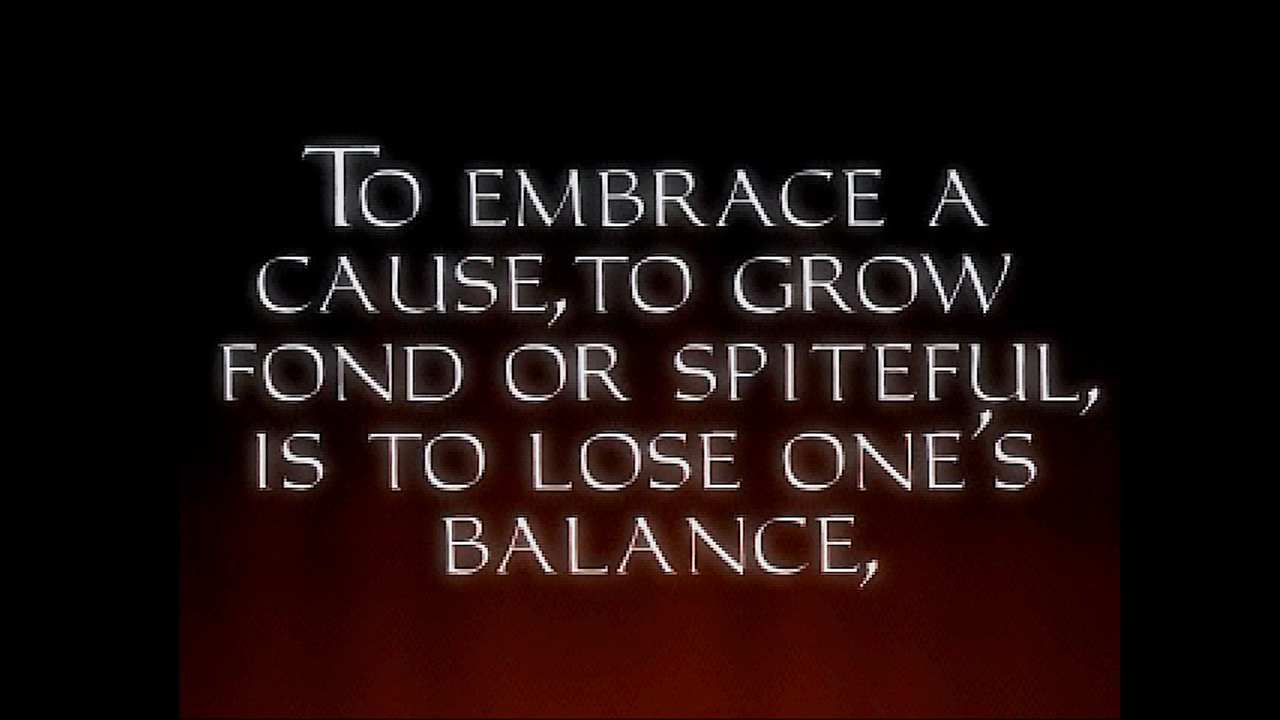 To EMBRACE A
CAUSE,TO GROW
FOND OR SPITEFUL,
IS TO LOSE ONE'S
BALANCE,